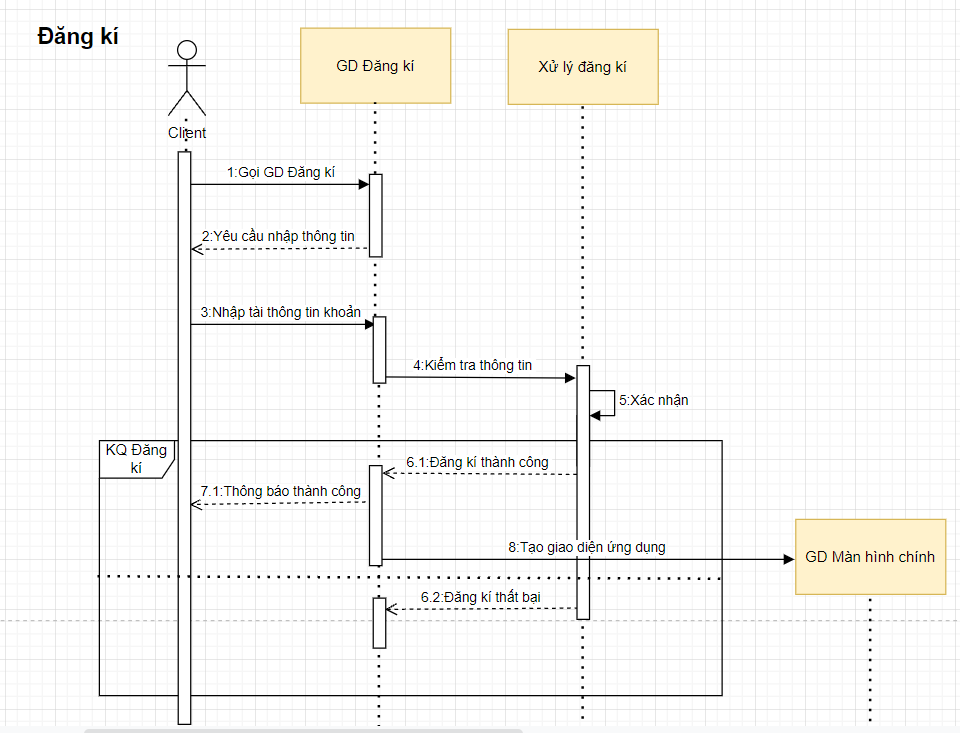 Đăng kí
GD Đăng kí
Xử lý đăng kí
Client
1:Gọi GD Đăng kí
2:Yêu cầu nhập thông tin
3:Nhập tài thông tin khoản
4:Kiểm tra thông tin
5:Xác nhận
KQ Đăng
kí
6.1:Đăng kí thành công
7.1:Thông báo thành công
8:Tạo giao diện ứng dụng
GD Màn hình chính
6.2:Đăng kí thất bại